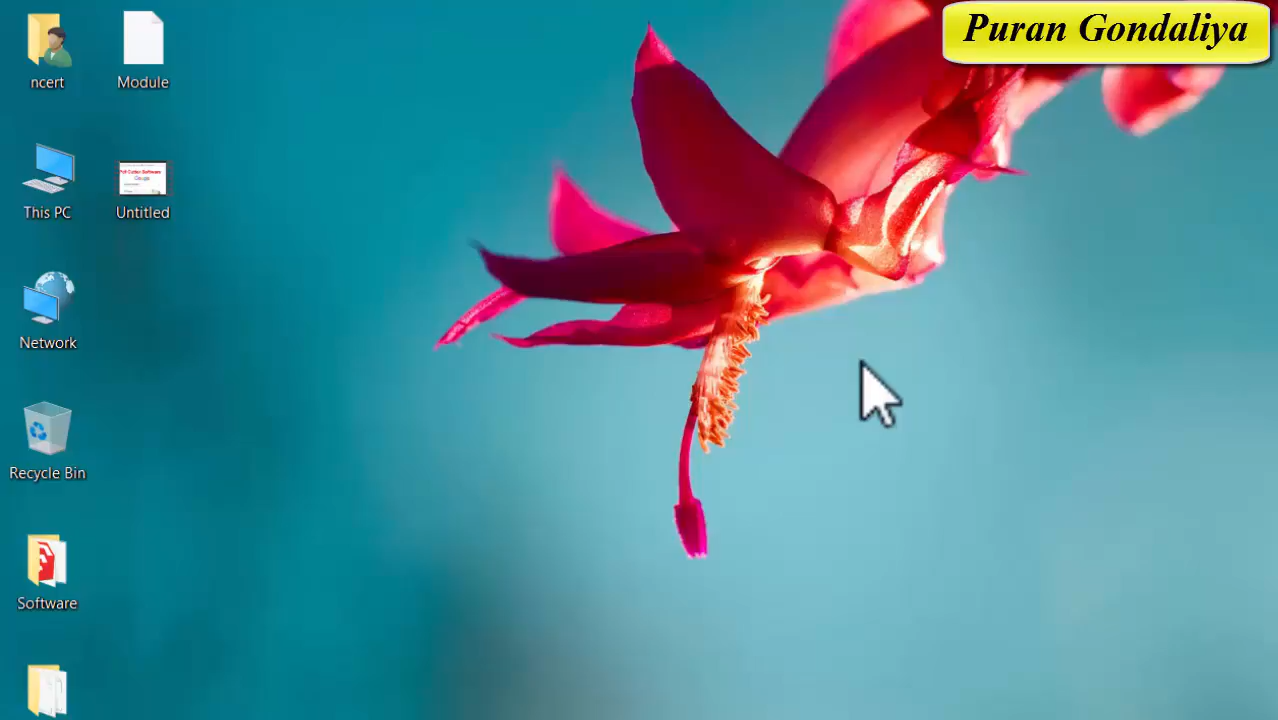 Puran Gondaliya
ncert
Module
This PC
Untitled
Network
Recycle Bin
Software